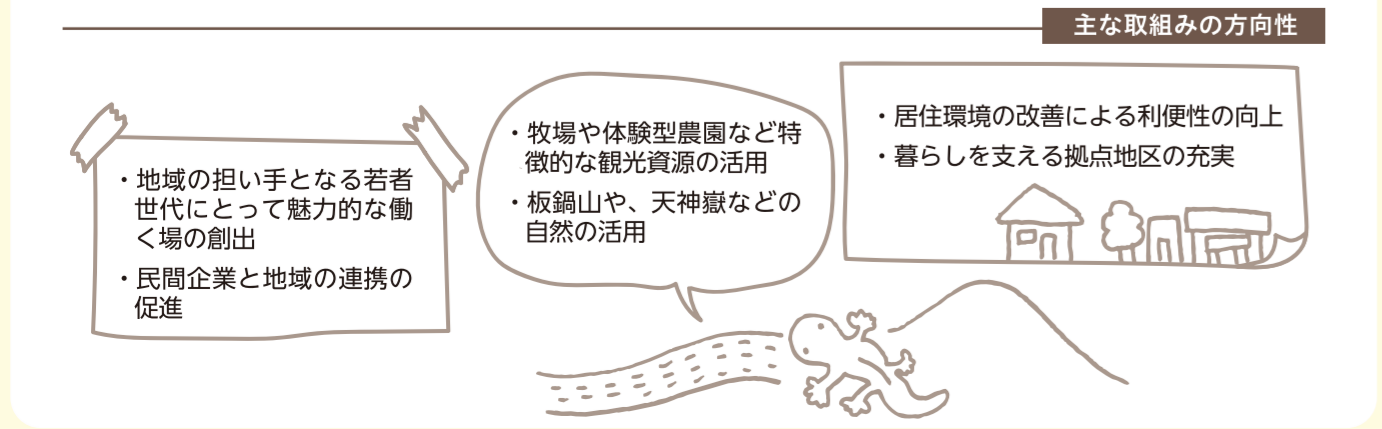 主な取組みの方向性
・地域の担い手となる若者
世代にとって魅力的な働
く場の創出
・民間企業と地域の連携の
促進
・牧場や体験型農園など特
徴的な観光資源の活用
・板鍋山や、天神嶽などの
自然の活用
・居住環境の改善による利便性の向上
・暮らしを支える拠点地区の充実